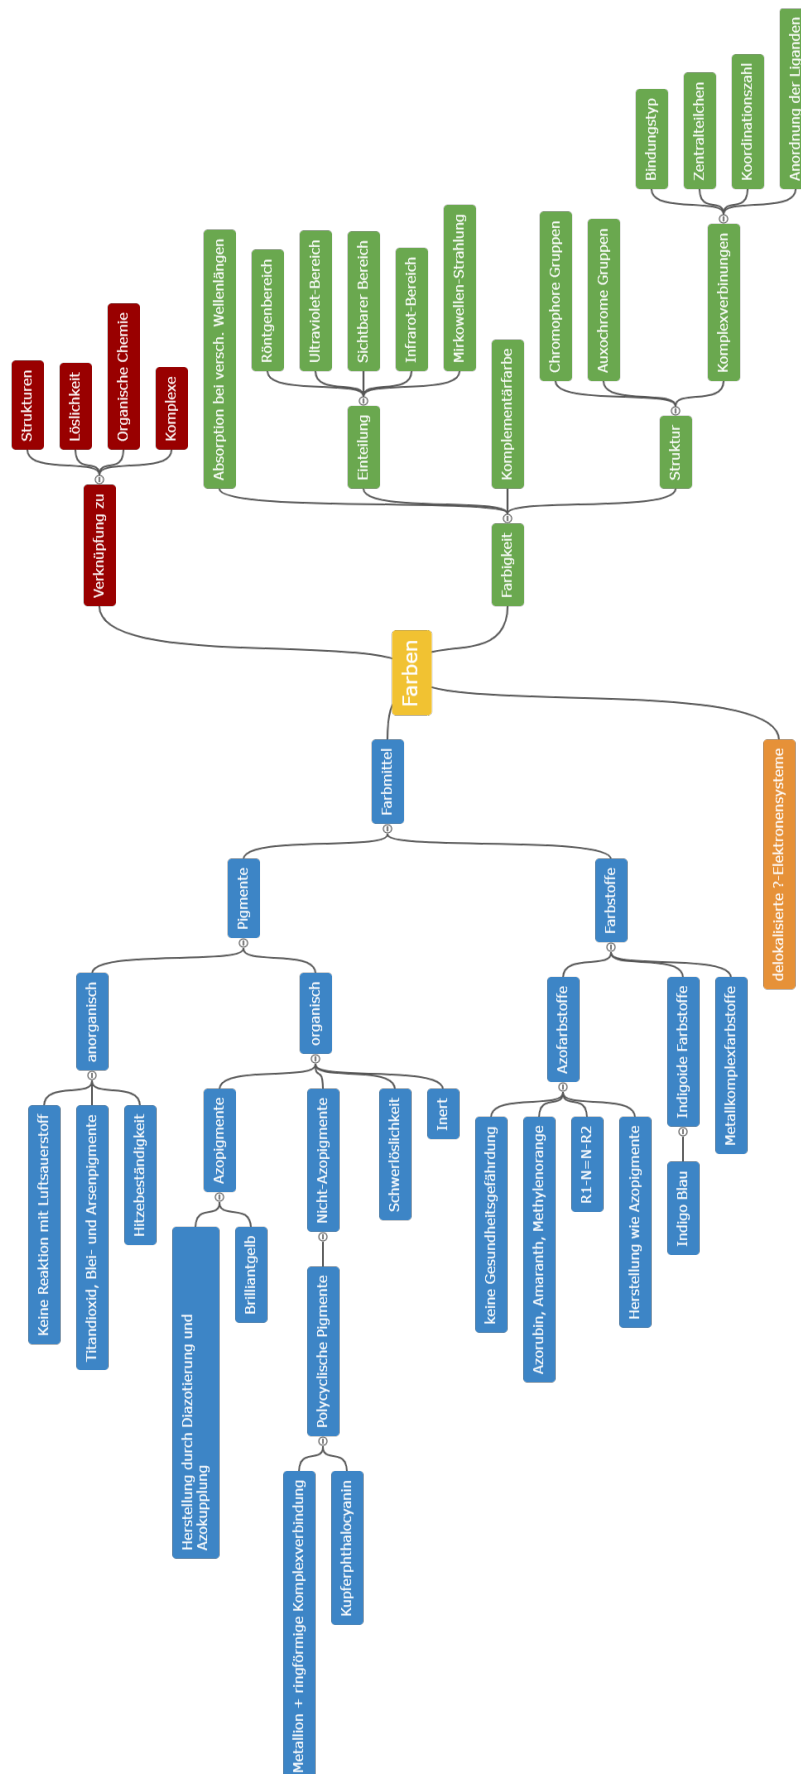 Farben
Verknüpfung zu
Strukturen
Löslichkeit
Organische Chemie
Komplexe
Farbigkeit
Absorption bei versch. Wellenlängen
Einteilung
Röntgenbereich
Ultraviolet-Bereich
Sichtbarer Bereich
Infrarot-Bereich
Mirkowellen-Strahlung
Komplementärfarbe
Struktur
Chromophore Gruppen
Auxochrome Gruppen
Komplexverbinungen
Bindungstyp
Zentralteilchen
Koordinationszahl
Anordnung der Liganden
Farbmittel
Pigmente
anorganisch
Keine Reaktion mit Luftsauerstoff
Titandioxid, Blei- und Arsenpigmente
Hitzebeständigkeit
organisch
Azopigmente
Herstellung durch Diazotierung und
Azokupplung
Brilliantgelb
Nicht-Azopigmente
Polycyclische Pigmente
Metallion + ringförmige Komplexverbindung
Kupferphthalocyanin
Schwerlöslichkeit
Inert
Farbstoffe
Azofarbstoffe
keine Gesundheitsgefährdung
Azorubin, Amaranth, Methylenorange
R1-N=N-R2
Herstellung wie Azopigmente
Indigoide Farbstoffe
Indigo Blau
Metallkomplexfarbstoffe
delokalisierte ?-Elektronensysteme